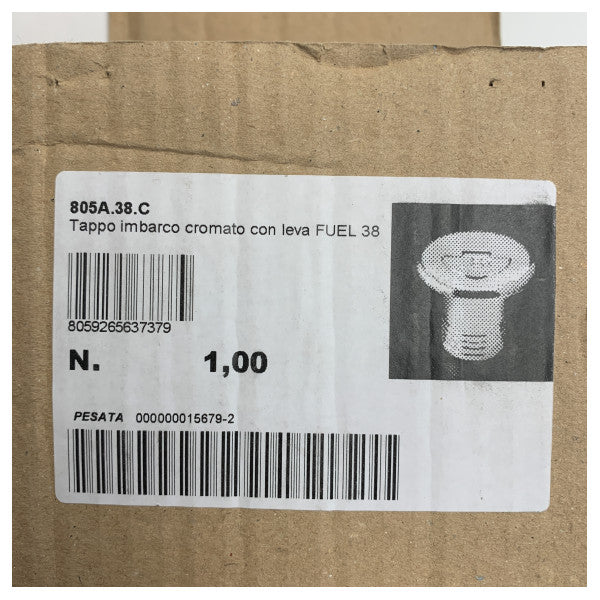 805A.38.C
Tappo imbarco cromato con leva FUEL 38
8059265637379
N. 1,00
PESATA 000000015679-2